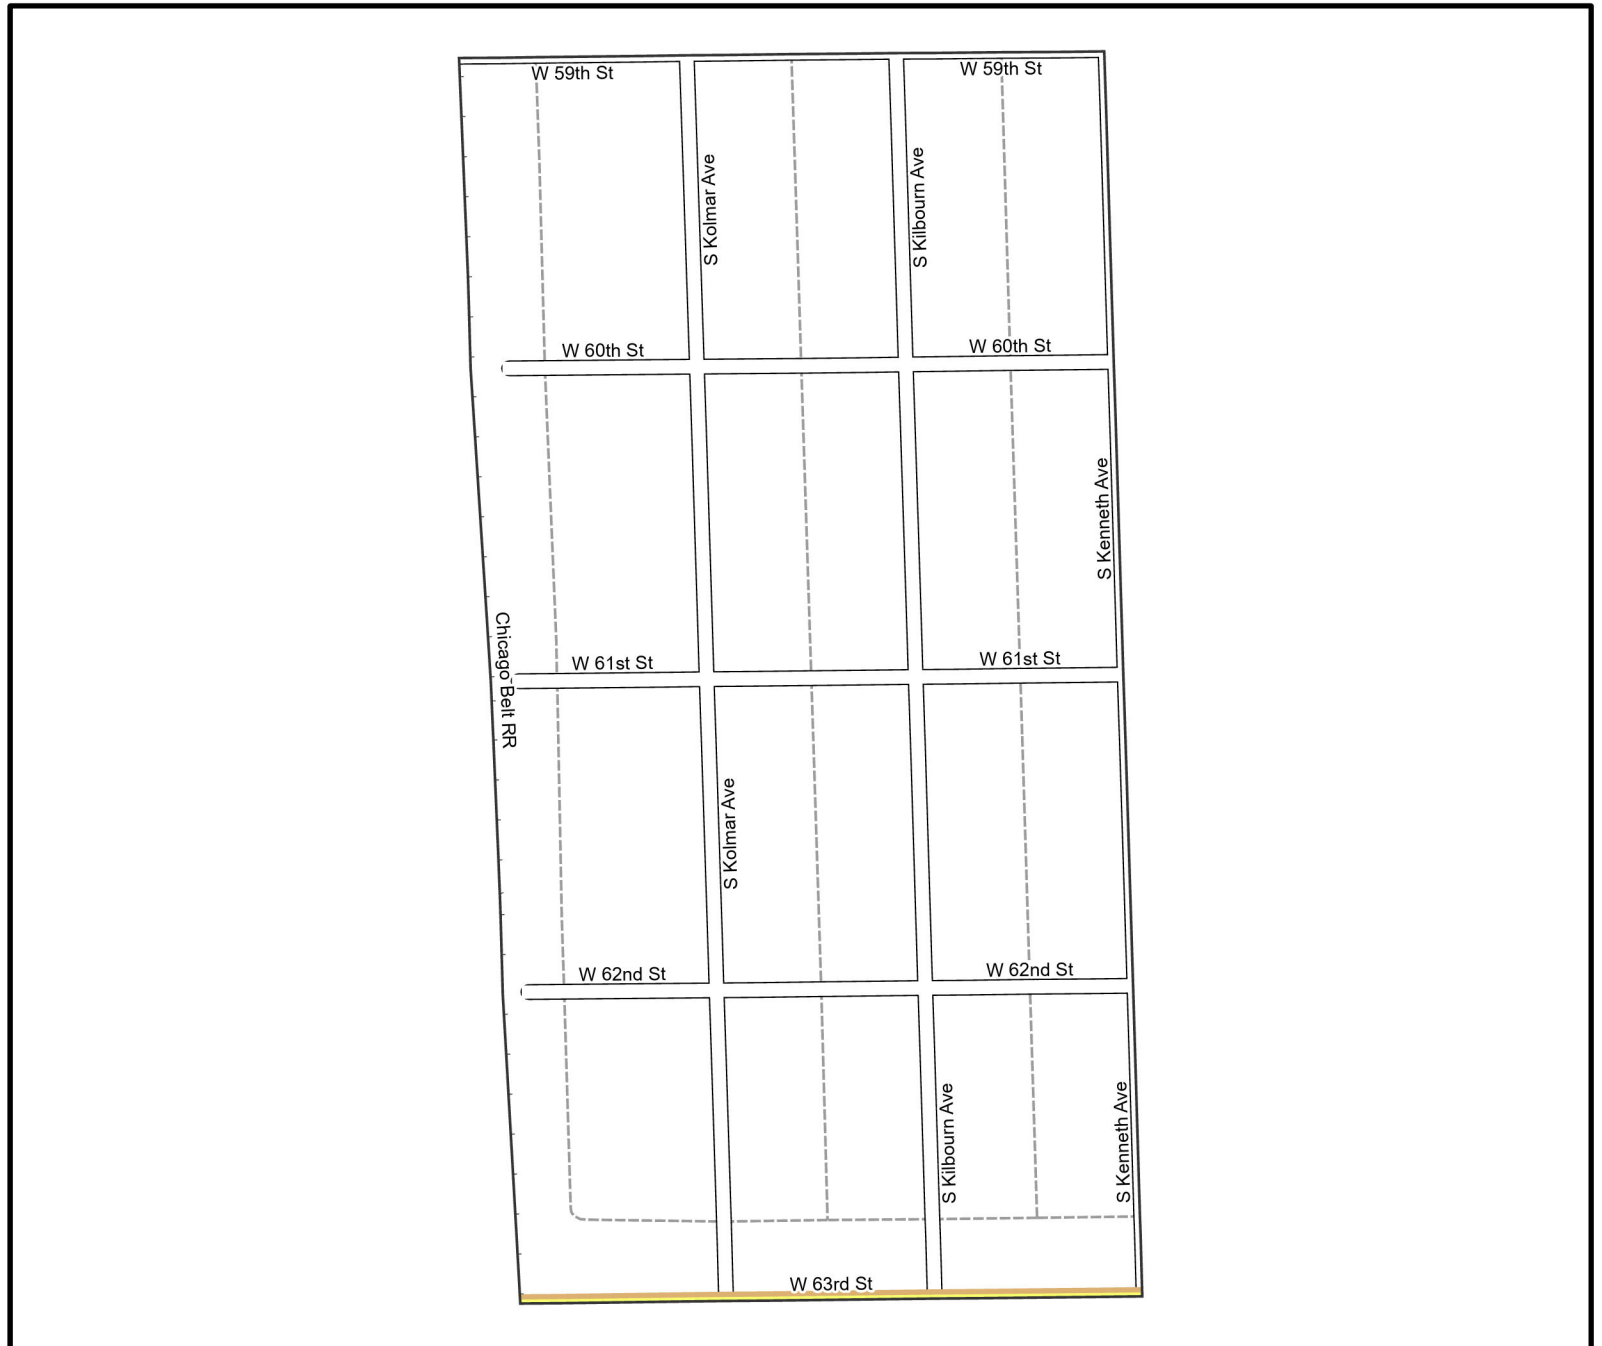 W 59th St
W 59th St
S Kolmar Ave
S Kilbourn Ave
W 60th St
W 60th St
S Kenneth Ave
Chicago Belt RR
W 61st St
W 61st St
S Kolmar Ave
W 62nd St
W 62nd St
S Kilbourn Ave
S Kenneth Ave
W 63rd St